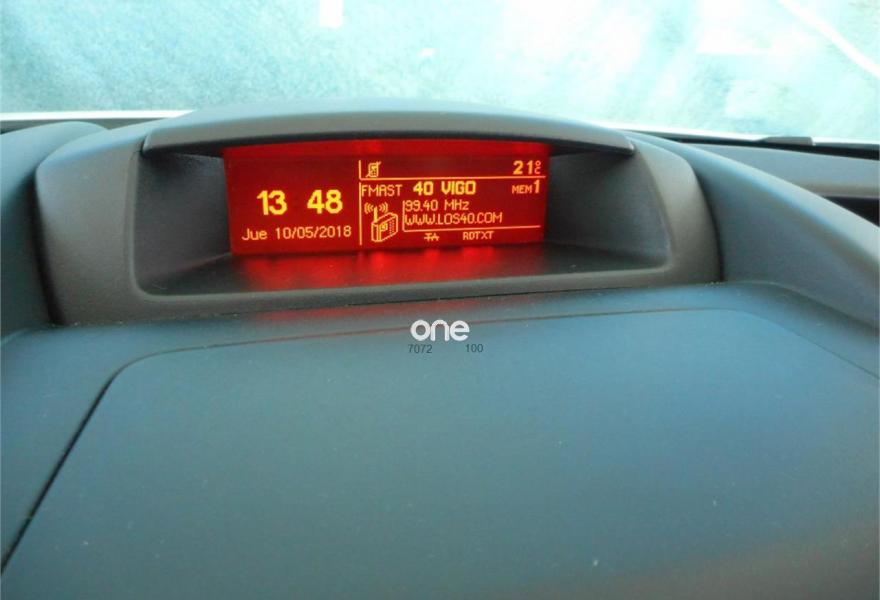 13 48
Jue 10/05/2018
21°C
FMAST 40 VIGO MEM1
99.40 MHz
WWW.LOS40.COM
TA RDTXT
one
7072 100